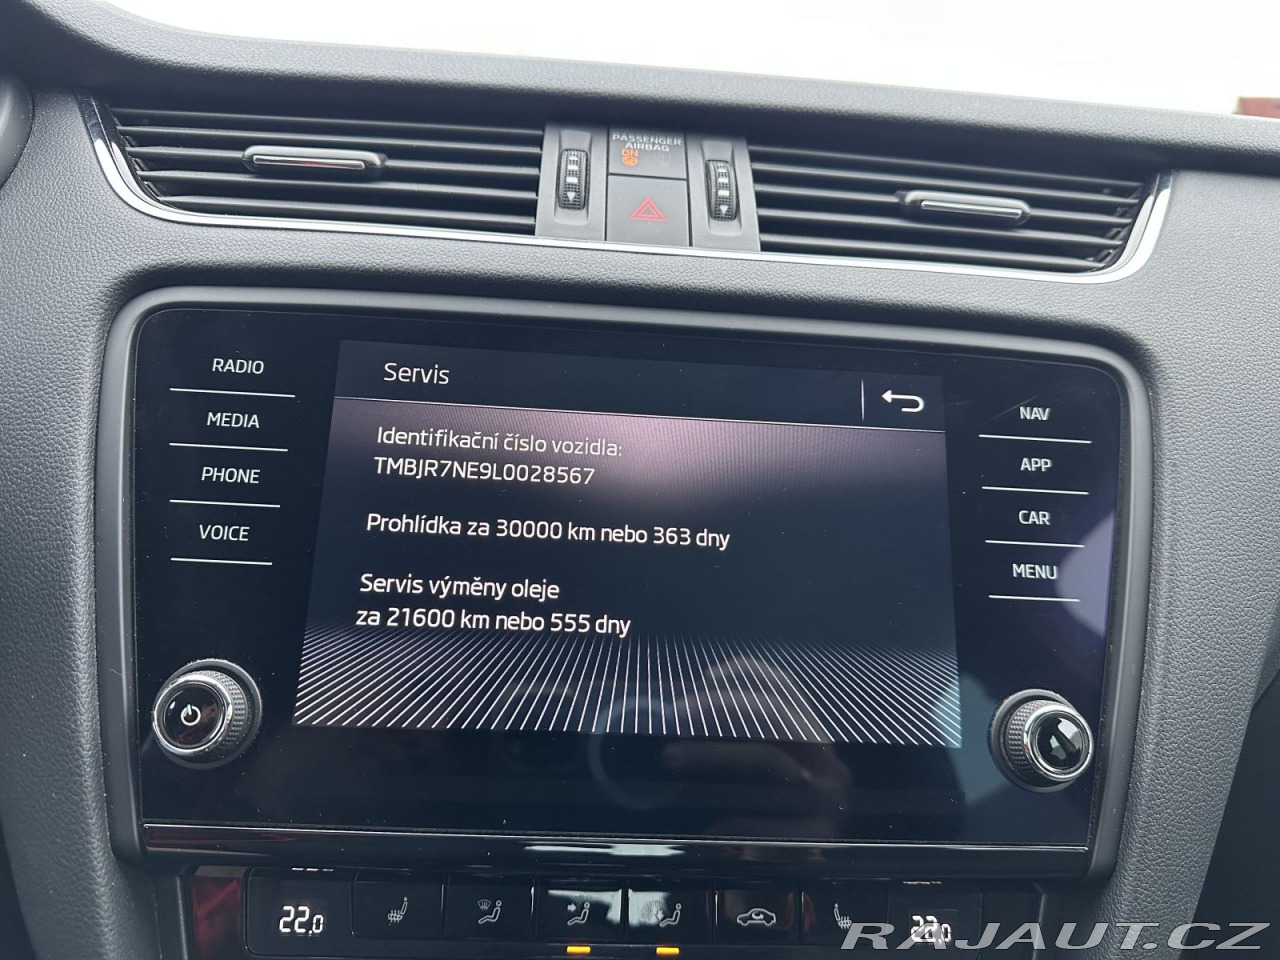 PASSENGER
AIRBAG
ON
RADIO
MEDIA
PHONE
VOICE
Servis
Identifikační číslo vozidla:
TMBJR7NE9L0028567
Prohlídka za 30000 km nebo 363 dny
Servis výměny oleje
za 21600 km nebo 555 dny
NAV
APP
CAR
MENU
22.0
22.0
RAJAUT.CZ